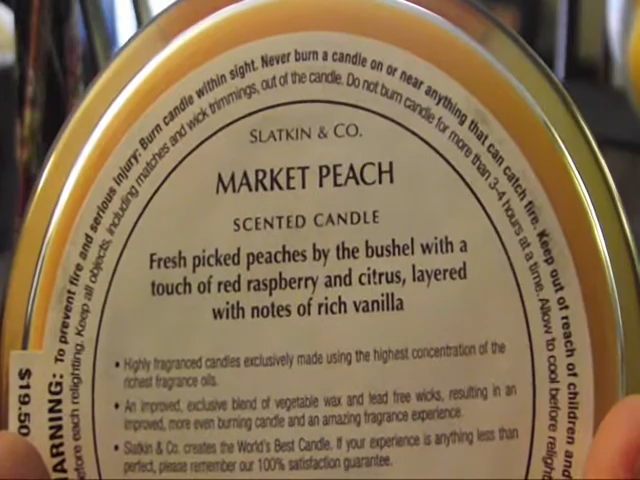 WARNING: To prevent fire and serious injury: Burn candle within sight. Never burn a candle on or near anything that can catch fire. Keep out of reach of children and
before each relighting. Keep all objects, including matches and wick trimmings, out of the candle. Do not burn candle for more than 3-4 hours at a time. Allow to cool before relight
SLATKIN & CO.
MARKET PEACH
SCENTED CANDLE
Fresh picked peaches by the bushel with a
touch of red raspberry and citrus, layered
with notes of rich vanilla
• Highly fragranced candles exclusively made using the highest concentration of the
richest fragrance oils.
• An improved, exclusive blend of vegetable wax and lead free wicks, resulting in an
improved, more even burning candle and an amazing fragrance experience.
• Slatkin & Co. creates the World's Best Candle. If your experience is anything less than
perfect, please remember our 100% satisfaction guarantee.
$19.50